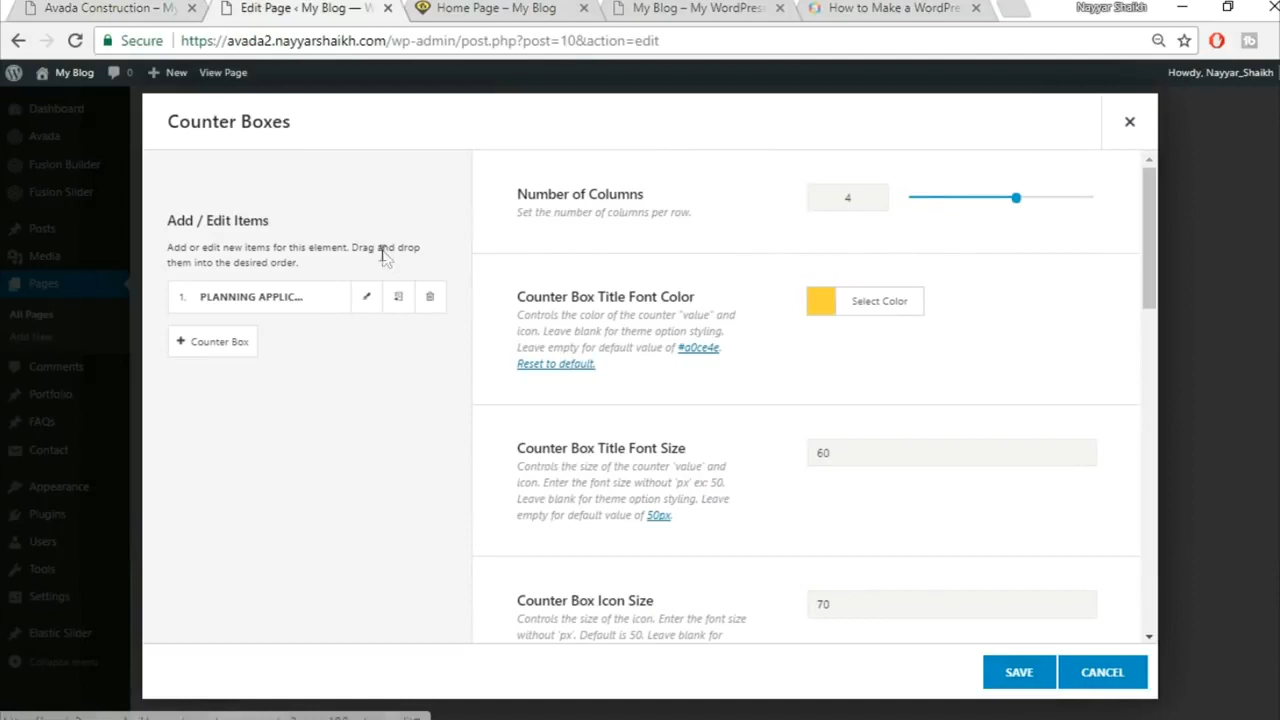 Avada Construction – My
Edit Page ‹ My Blog — W
Home Page – My Blog
My Blog – My WordPress
How to Make a WordPre
Nayyar Shaikh
Secure
https://avada2.nayyarshaikh.com/wp-admin/post.php?post=10&action=edit
My Blog
0
New
View Page
Howdy, Nayyar_Shaikh
Dashboard
Avada
Fusion Builder
Fusion Slider
Posts
Media
Pages
All Pages
Add New
Comments
Portfolio
FAQs
Contact
Appearance
Plugins
Users
Tools
Settings
Elastic Slider
Collapse menu
Counter Boxes
Add / Edit Items
Add or edit new items for this element. Drag and drop
them into the desired order.
1. PLANNING APPLIC...
+ Counter Box
Number of Columns
Set the number of columns per row.
4
Counter Box Title Font Color
Controls the color of the counter "value" and
icon. Leave blank for theme option styling.
Leave empty for default value of #a0ce4e.
Reset to default.
Select Color
Counter Box Title Font Size
Controls the size of the counter 'value' and
icon. Enter the font size without 'px' ex: 50.
Leave blank for theme option styling. Leave
empty for default value of 50px.
60
Counter Box Icon Size
Controls the size of the icon. Enter the font size
without 'px'. Default is 50. Leave blank for
70
SAVE
CANCEL